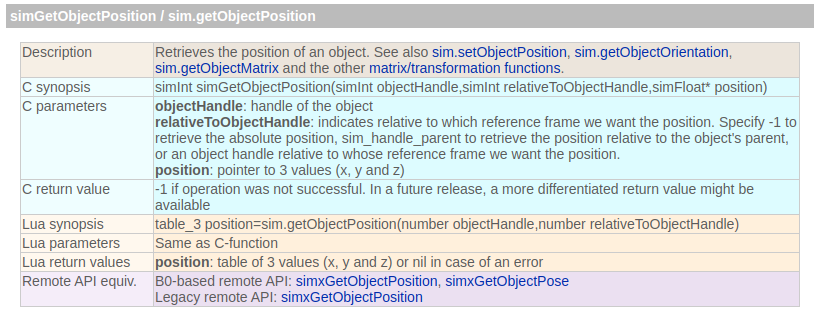 simGetObjectPosition / sim.getObjectPosition
Description
Retrieves the position of an object. See also sim.setObjectPosition, sim.getObjectOrientation,
sim.getObjectMatrix and the other matrix/transformation functions.
C synopsis
simInt simGetObjectPosition(simInt objectHandle,simInt relativeToObjectHandle,simFloat* position)
C parameters
objectHandle: handle of the object
relativeToObjectHandle: indicates relative to which reference frame we want the position. Specify -1 to
retrieve the absolute position, sim_handle_parent to retrieve the position relative to the object's parent,
or an object handle relative to whose reference frame we want the position.
position: pointer to 3 values (x, y and z)
C return value
-1 if operation was not successful. In a future release, a more differentiated return value might be
available
Lua synopsis
table_3 position=sim.getObjectPosition(number objectHandle,number relativeToObjectHandle)
Lua parameters
Same as C-function
Lua return values
position: table of 3 values (x, y and z) or nil in case of an error
Remote API equiv.
B0-based remote API: simxGetObjectPosition, simxGetObjectPose
Legacy remote API: simxGetObjectPosition